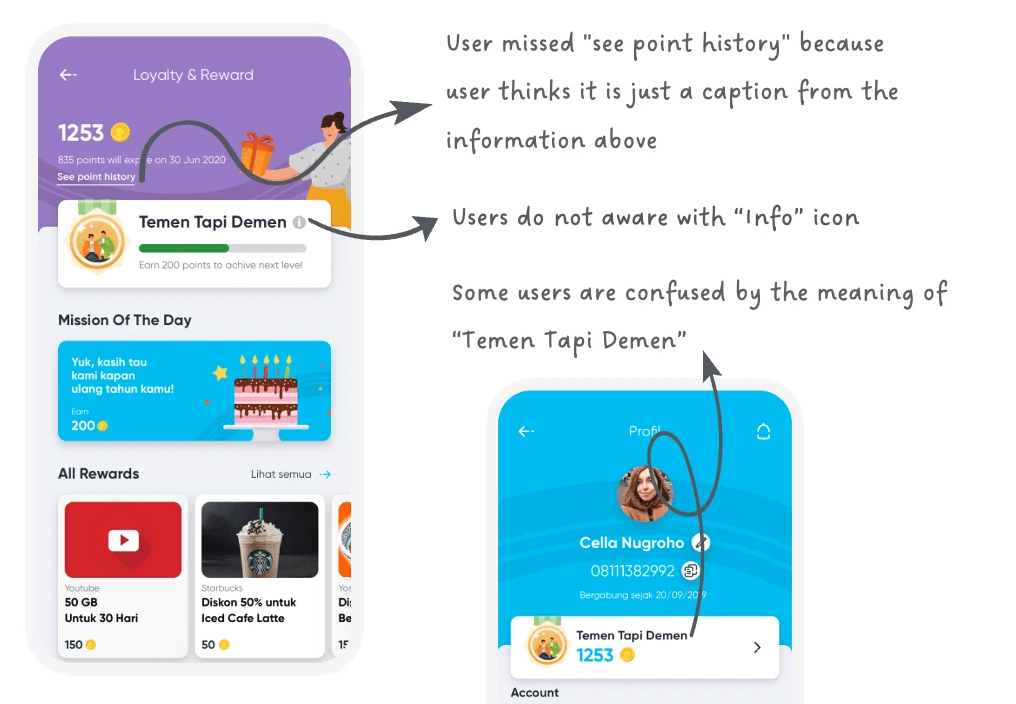 Loyalty & Reward
1253
835 points will expire on 30 Jun 2020
See point history
Temen Tapi Demen
Earn 200 points to achive next level
Mission Of The Day
Yuk, kasih tau
kami kapan
ulang tahun kamu!
Earn
200
All Rewards
Lihat semua
Youtube
50 GB
Untuk 30 Hari
150
Starbucks
Diskon 50% untuk
Iced Cafe Latte
50
User missed "see point history" because
user thinks it is just a caption from the
information above
Users do not aware with “Info” icon
Some users are confused by the meaning of
“Temen Tapi Demen”
Profil
Cella Nugroho
08111382992
Bergabung sejak 20/09/2019
Temen Tapi Demen
1253
Account